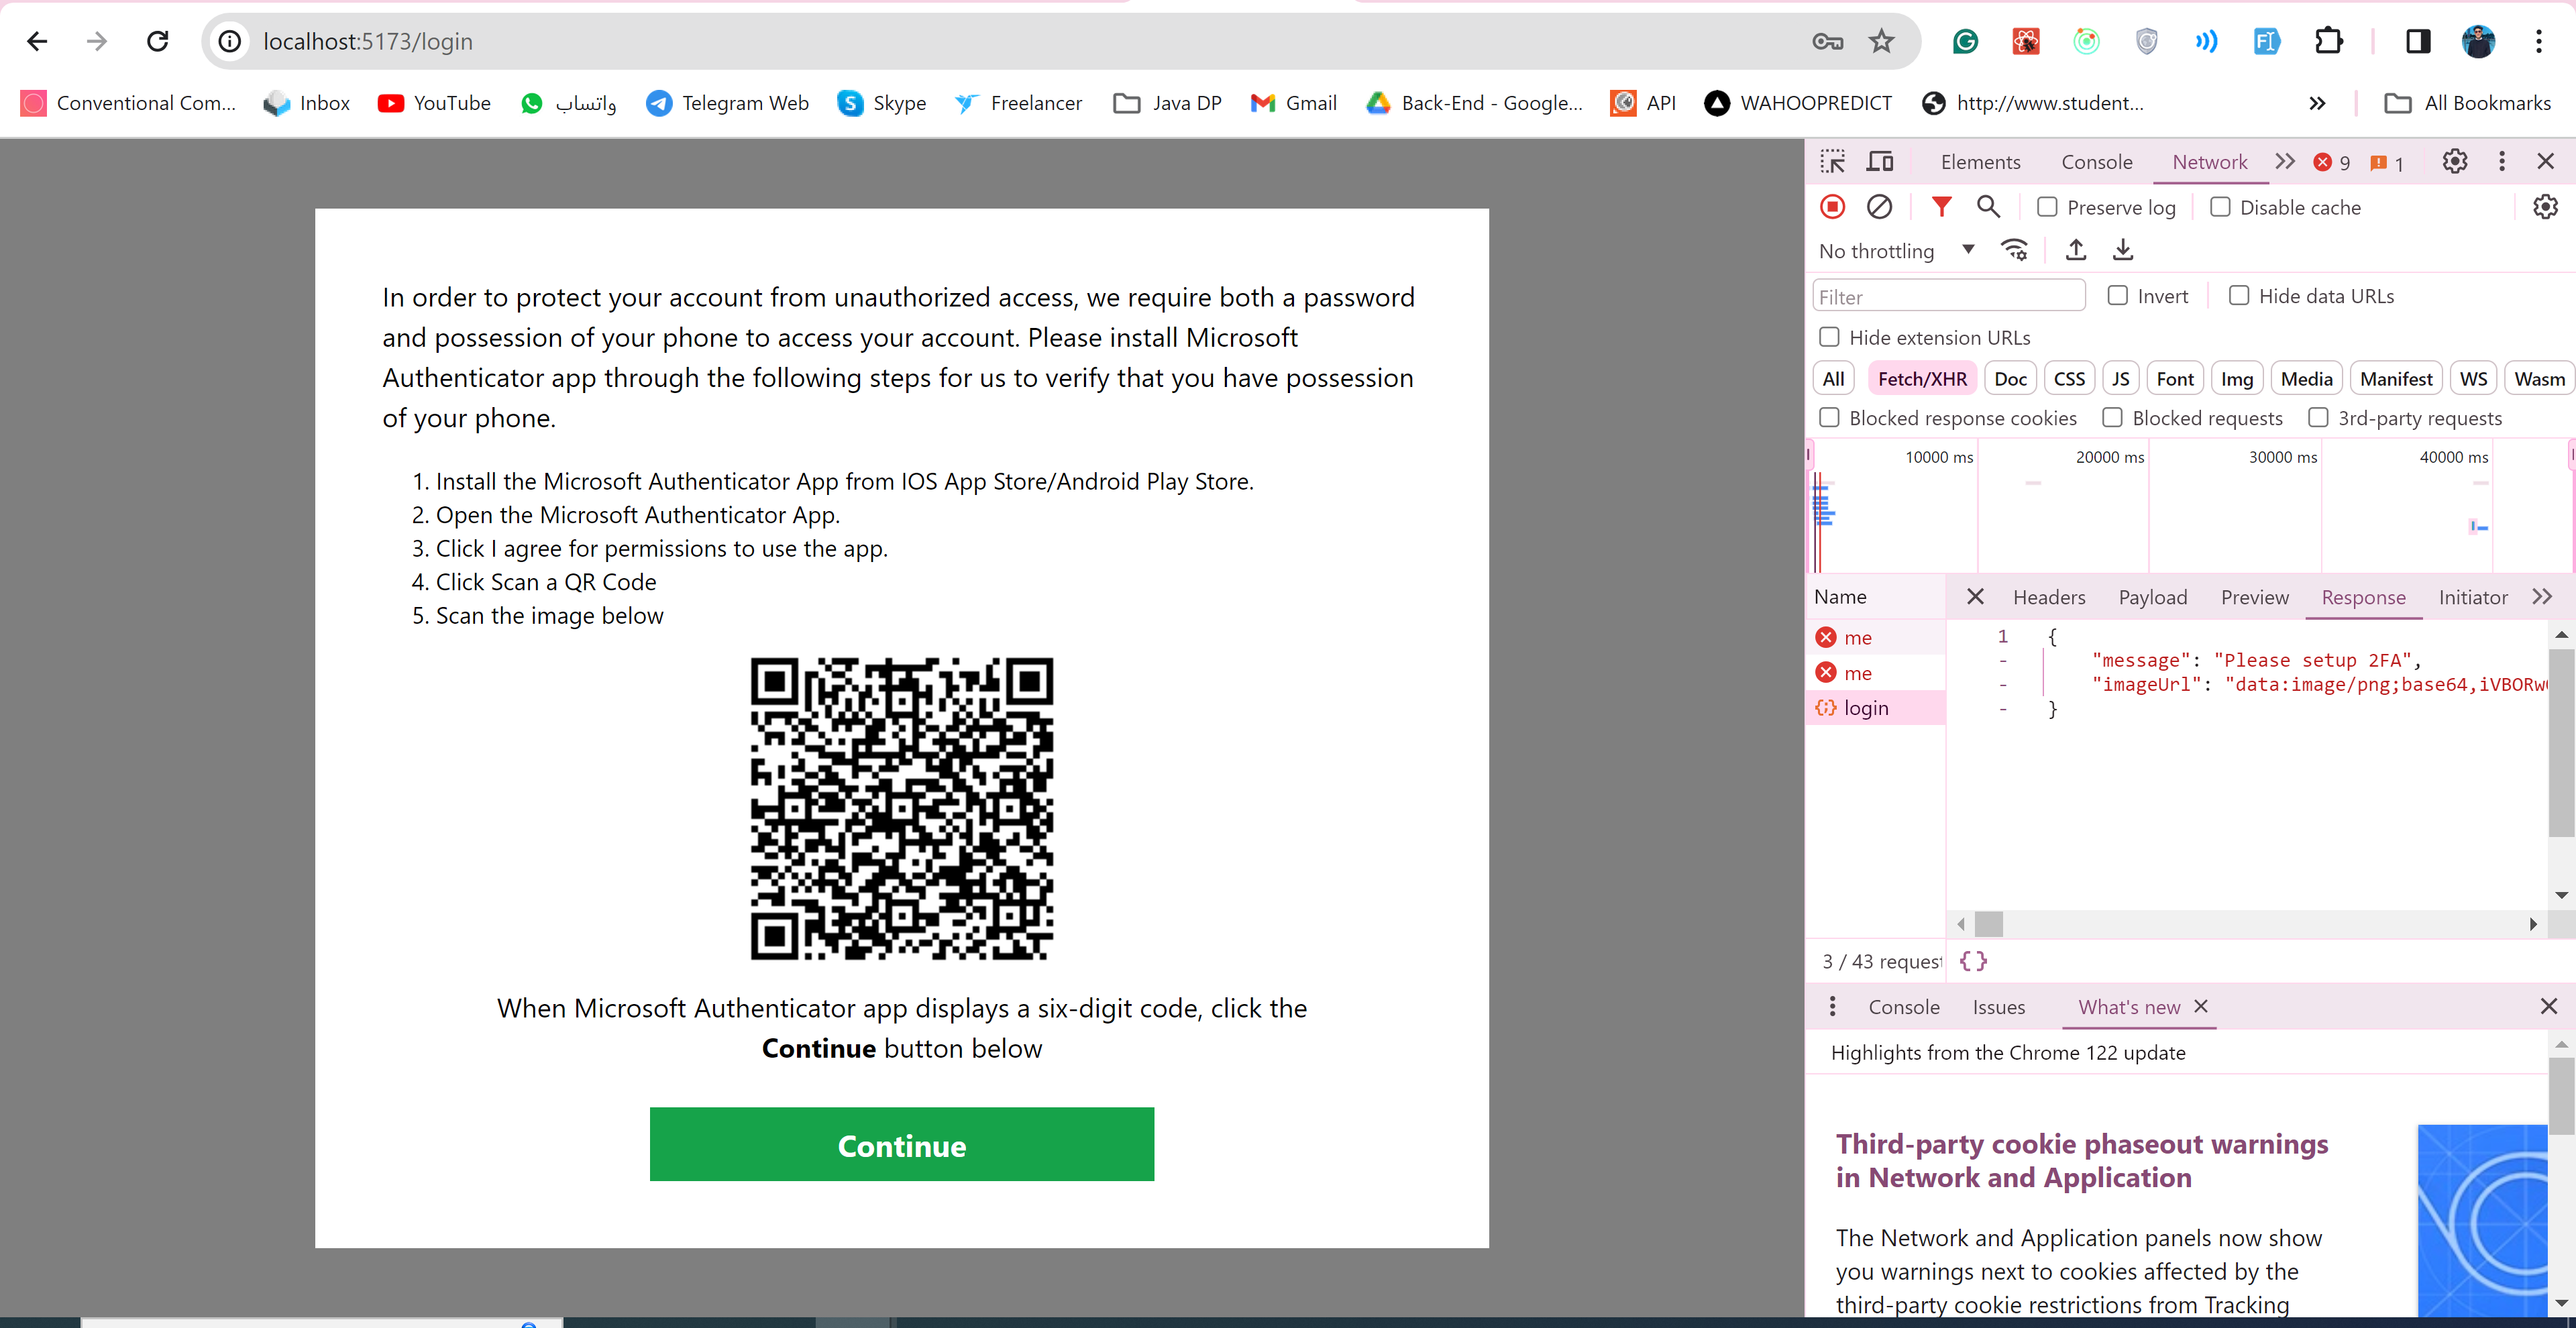 localhost:5173/login
Conventional Com... Inbox YouTube واتساب Telegram Web Skype Freelancer Java DP Gmail Back-End - Google... API WAHOOPREDICT http://www.student... » All Bookmarks
In order to protect your account from unauthorized access, we require both a password
and possession of your phone to access your account. Please install Microsoft
Authenticator app through the following steps for us to verify that you have possession
of your phone.
1. Install the Microsoft Authenticator App from IOS App Store/Android Play Store.
2. Open the Microsoft Authenticator App.
3. Click I agree for permissions to use the app.
4. Click Scan a QR Code
5. Scan the image below
When Microsoft Authenticator app displays a six-digit code, click the
Continue button below
Continue
Elements Console Network » 9 1
Preserve log Disable cache
No throttling
Filter Invert Hide data URLs
Hide extension URLs
All Fetch/XHR Doc CSS JS Font Img Media Manifest WS Wasm
Blocked response cookies Blocked requests 3rd-party requests
10000 ms 20000 ms 30000 ms 40000 ms
Name Headers Payload Preview Response Initiator »
me
me
login
1 {
- "message": "Please setup 2FA",
- "imageUrl": "data:image/png;base64,iVBORw
- }
3 / 43 request {}
Console Issues What's new
Highlights from the Chrome 122 update
Third-party cookie phaseout warnings
in Network and Application
The Network and Application panels now show
you warnings next to cookies affected by the
third-party cookie restrictions from Tracking